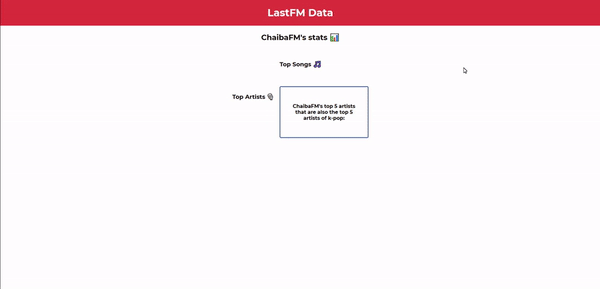 LastFM Data
ChaibaFM's stats 📊
Top Songs 🎵
Top Artists 🎨
ChaibaFM's top 5 artists
that are also the top 5
artists of k-pop: